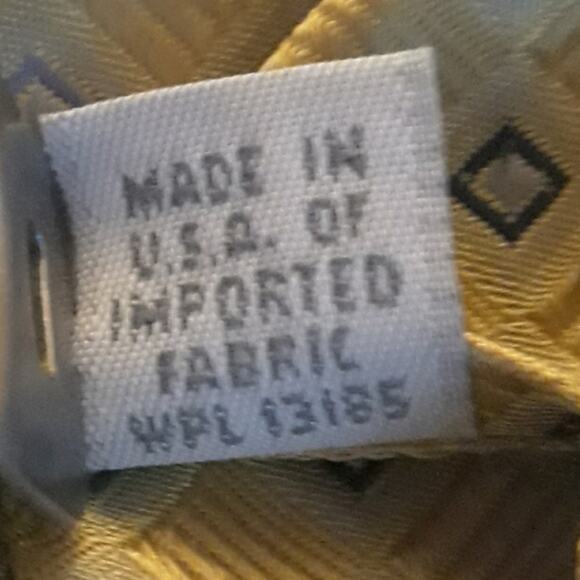 MADE IN
U.S.A. OF
IMPORTED
FABRIC
WPL 13185